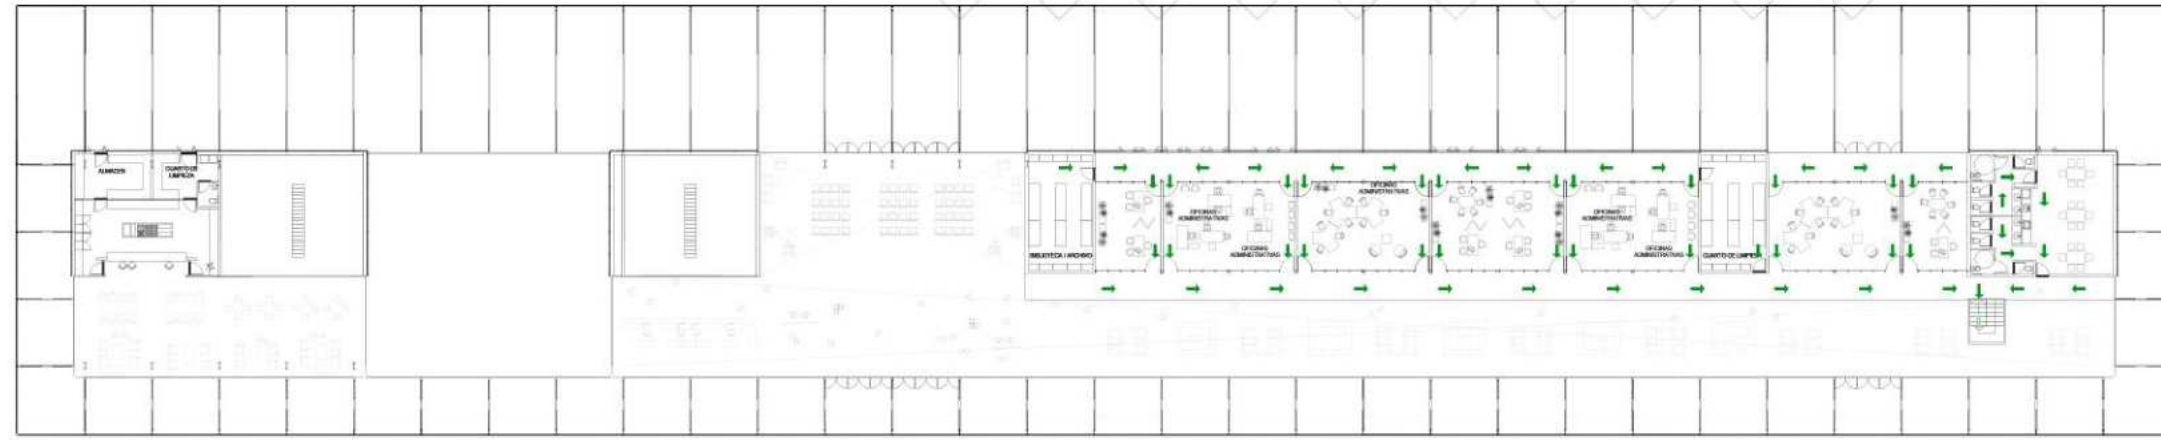 ALMACEN
CUARTO DE
LIMPIEZA
BIBLIOTECA / ARCHIVO
OFICINAS
ADMINISTRATIVAS
OFICINAS
ADMINISTRATIVAS
OFICINAS
ADMINISTRATIVAS
OFICINAS
ADMINISTRATIVAS
OFICINAS
ADMINISTRATIVAS
CUARTO DE LIMPIEZA